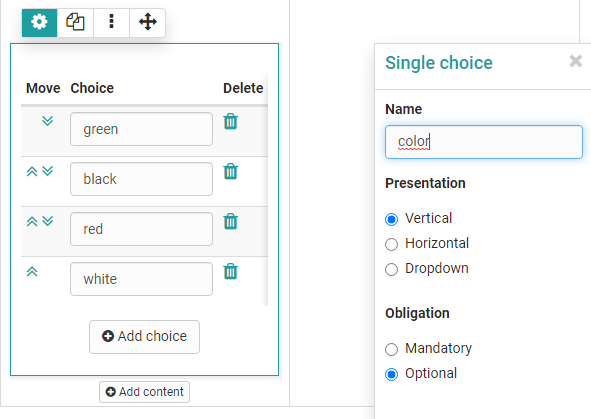 Move Choice Delete
green
black
red
white
Add choice
Add content
Single choice
Name
color
Presentation
Vertical
Horizontal
Dropdown
Obligation
Mandatory
Optional